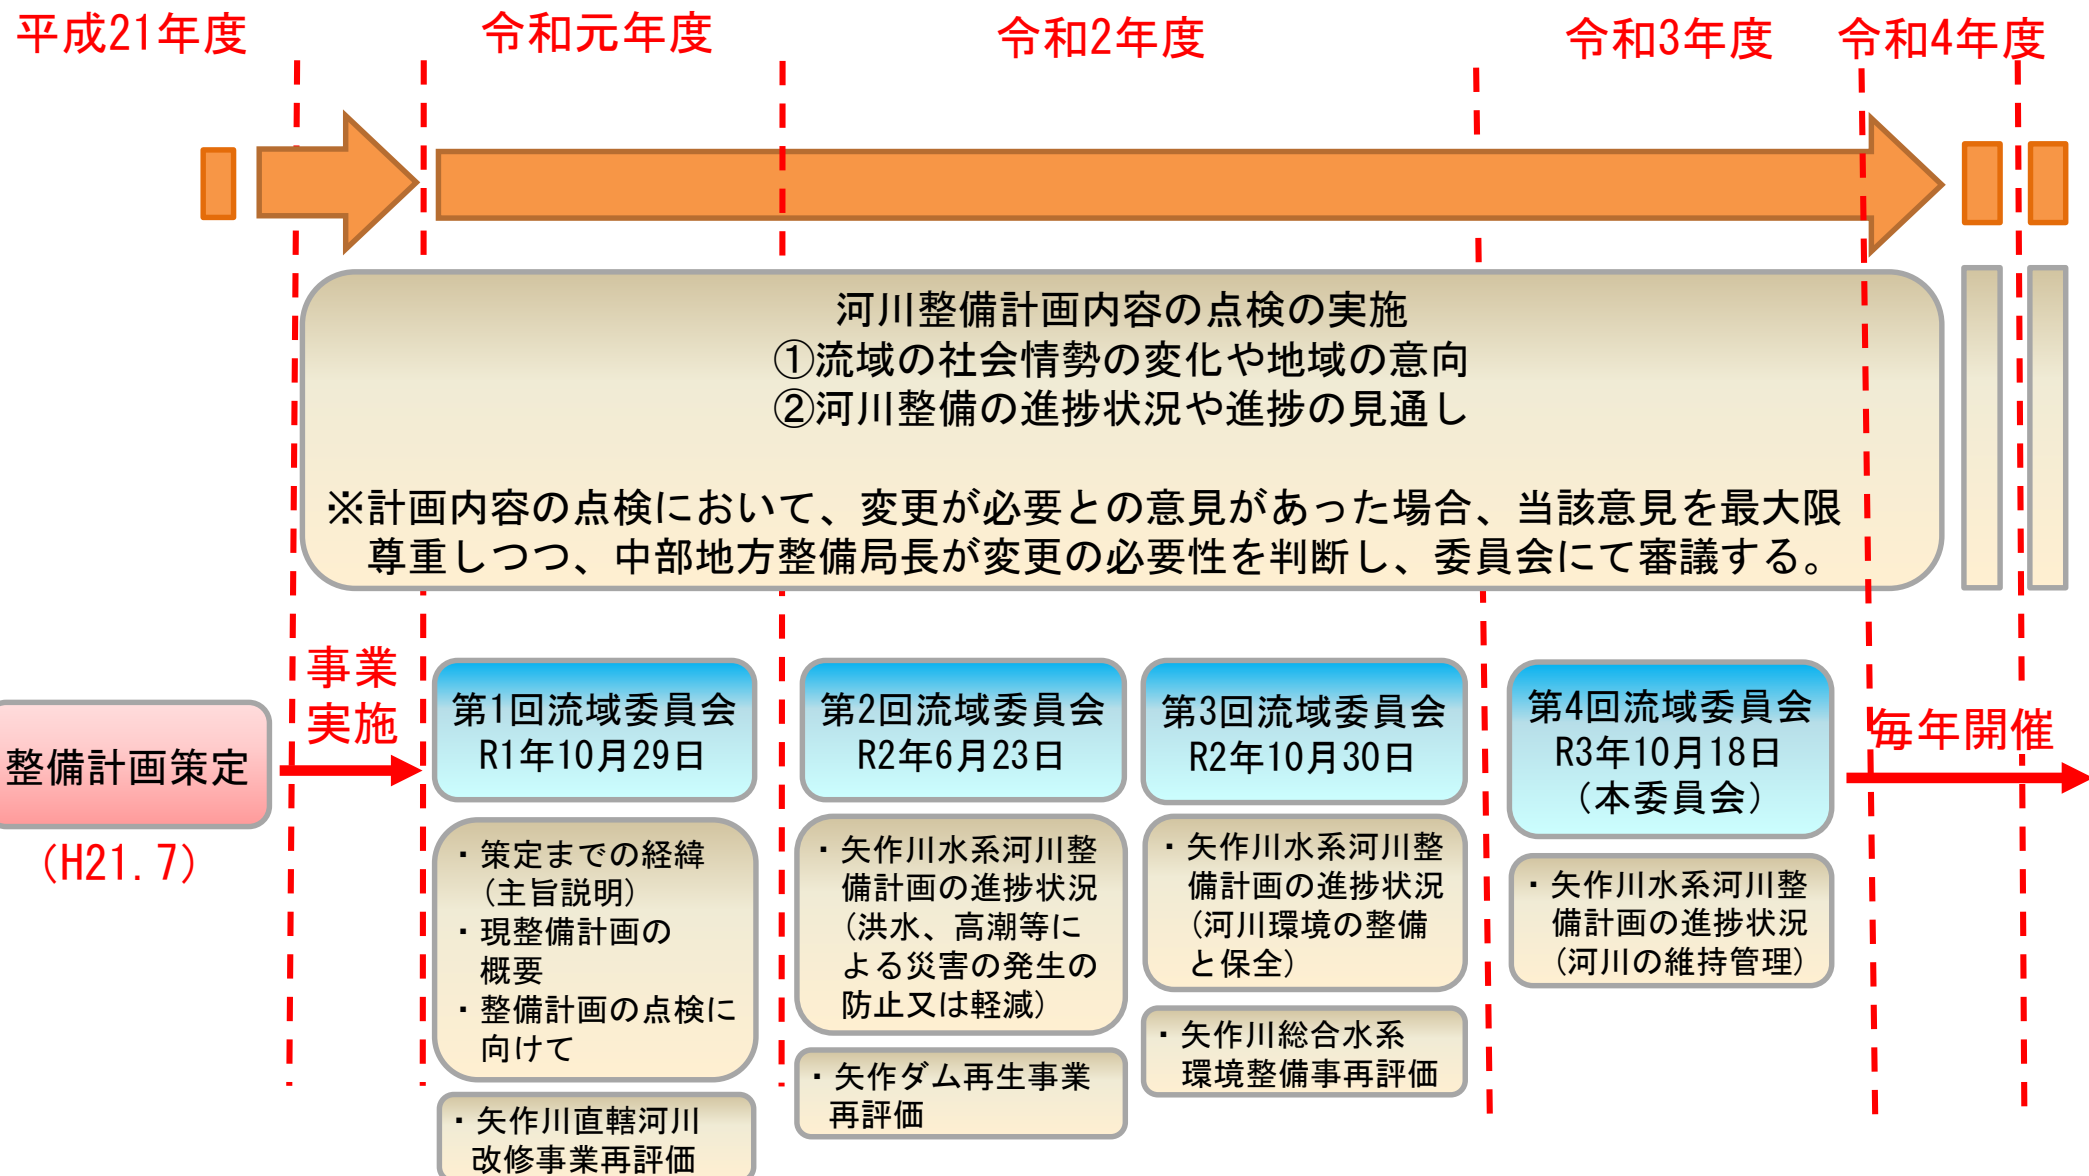 平成21年度
令和元年度
令和2年度
令和3年度
令和4年度
河川整備計画内容の点検の実施
①流域の社会情勢の変化や地域の意向
②河川整備の進捗状況や進捗の見通し
※計画内容の点検において、変更が必要との意見があった場合、当該意見を最大限
尊重しつつ、中部地方整備局長が変更の必要性を判断し、委員会にて審議する。
整備計画策定
(H21.7)
事業
実施
第1回流域委員会
R1年10月29日
・策定までの経緯
(主旨説明)
・現整備計画の
概要
・整備計画の点検に
向けて
・矢作川直轄河川
改修事業再評価
第2回流域委員会
R2年6月23日
・矢作川水系河川整
備計画の進捗状況
(洪水、高潮等に
よる災害の発生の
防止又は軽減)
・矢作ダム再生事業
再評価
第3回流域委員会
R2年10月30日
・矢作川水系河川整
備計画の進捗状況
(河川環境の整備
と保全)
・矢作川総合水系
環境整備事再評価
第4回流域委員会
R3年10月18日
(本委員会)
・矢作川水系河川整
備計画の進捗状況
(河川の維持管理)
毎年開催